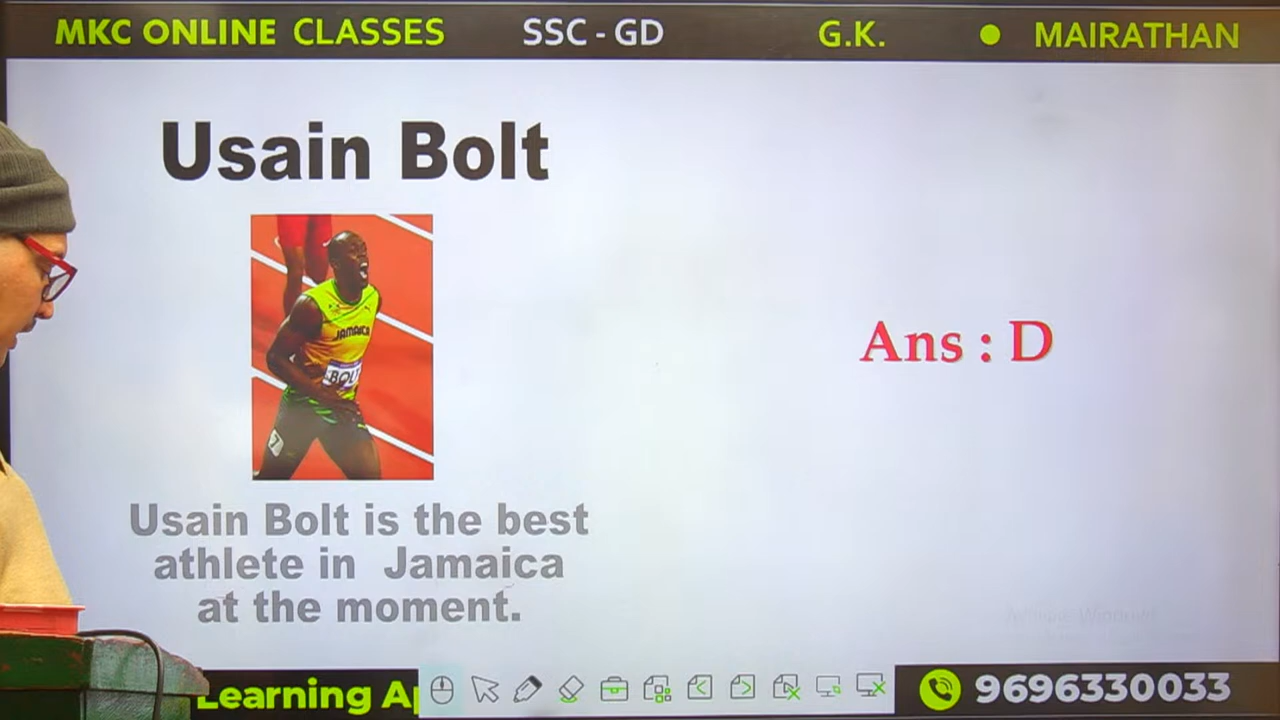 MKC ONLINE CLASSES SSC - GD G.K. MAIRATHAN
Usain Bolt
JAMAICA
BOLT
7
Usain Bolt is the best
athlete in Jamaica
at the moment.
Ans : D
Learning Ap
9696330033